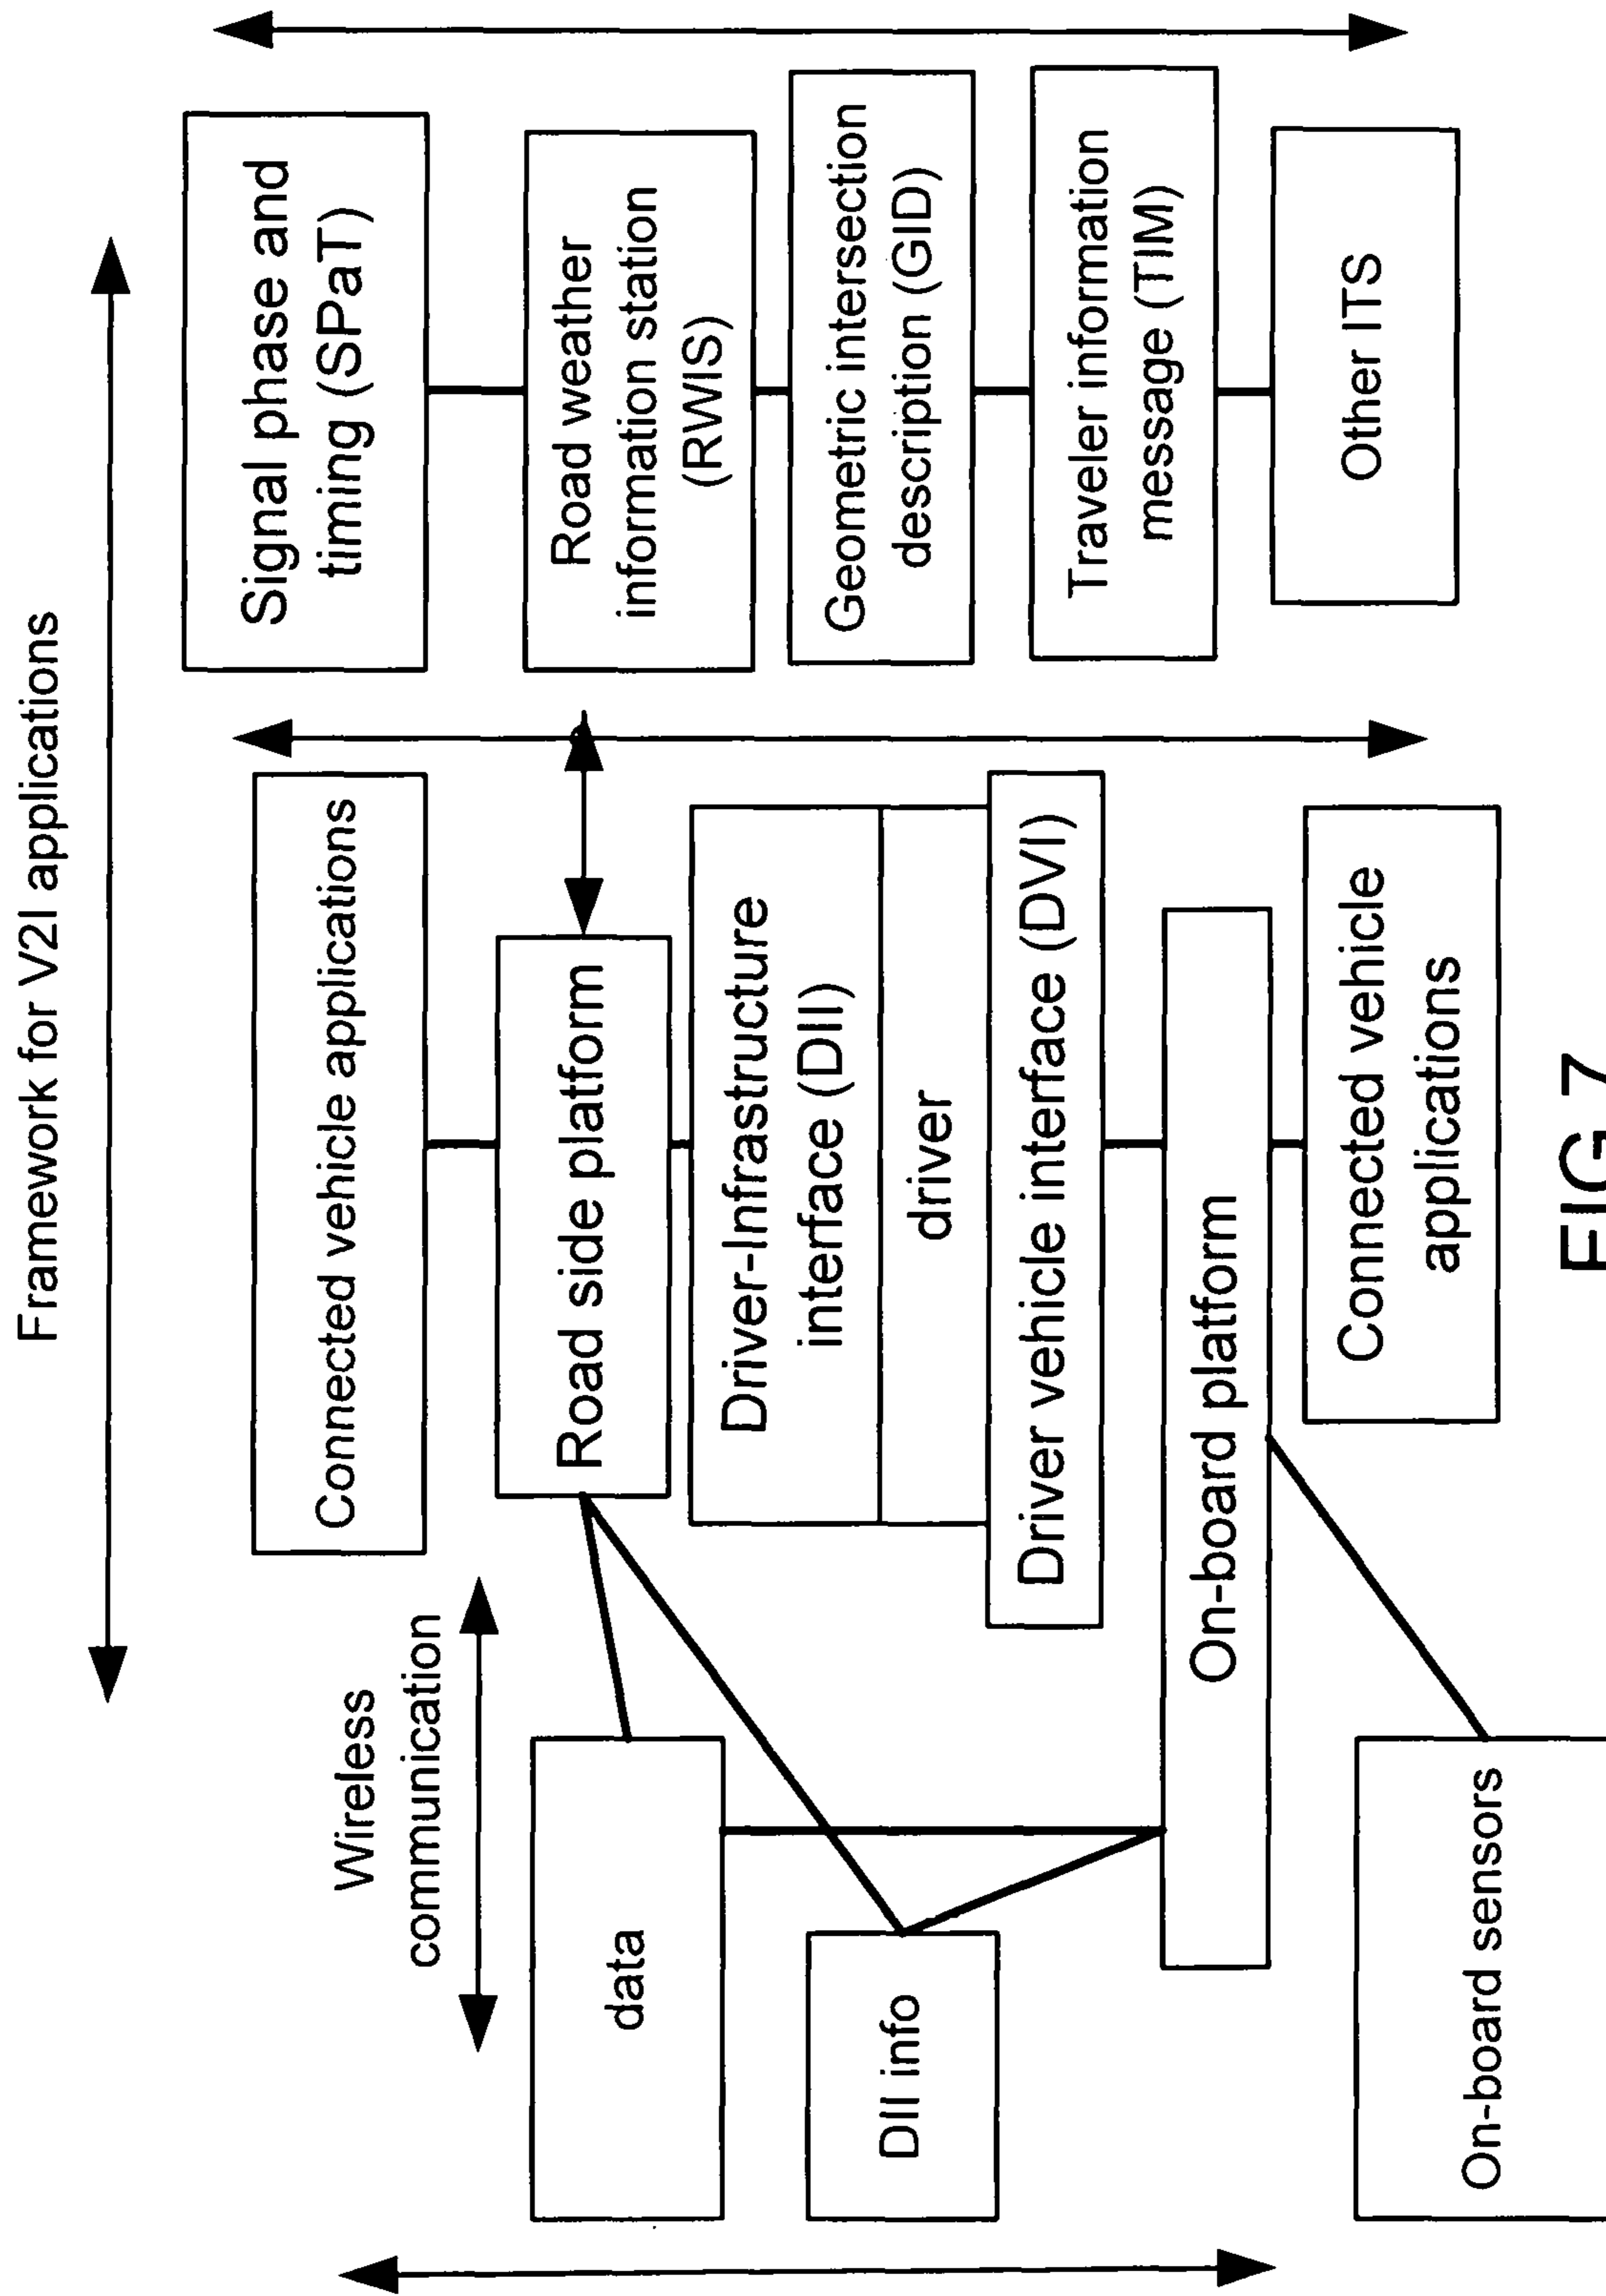 Framework for V2I applications
Wireless
communication
data
DII info
On-board sensors
Connected vehicle applications
Road side platform
Driver-Infrastructure
interface (DII)
driver
Driver vehicle interface (DVI)
On-board platform
Connected vehicle
applications
Signal phase and
timing (SPaT)
Road weather
information station
(RWIS)
Geometric intersection
description (GID)
Traveler information
message (TIM)
Other ITS
FIG 7